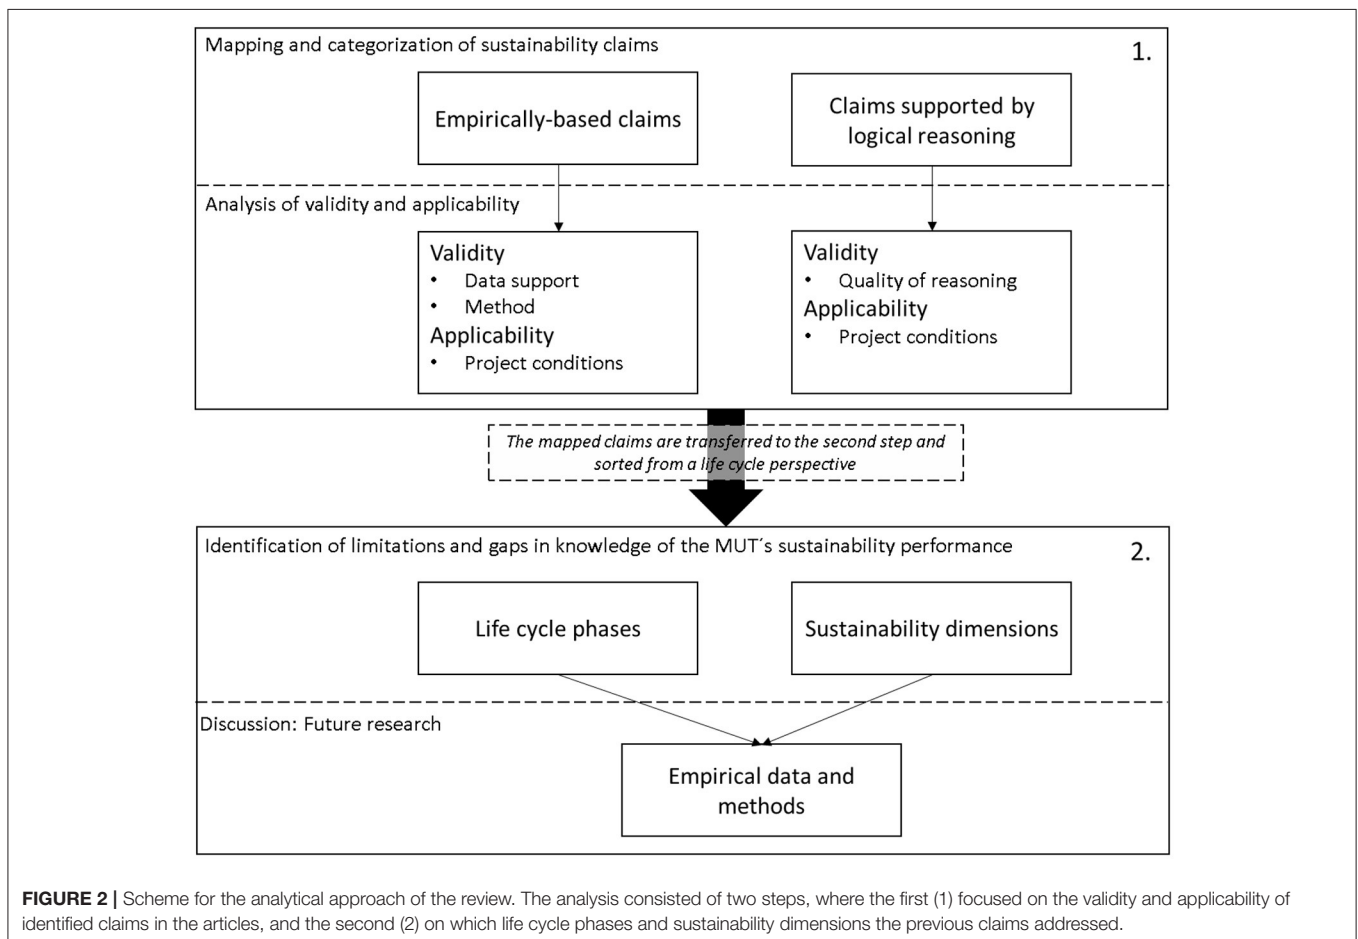 Mapping and categorization of sustainability claims
1.
Empirically-based claims
Claims supported by
logical reasoning
Analysis of validity and applicability
Validity
• Data support
• Method
Applicability
• Project conditions
Validity
• Quality of reasoning
Applicability
• Project conditions
The mapped claims are transferred to the second step and
sorted from a life cycle perspective
Identification of limitations and gaps in knowledge of the MUT´s sustainability performance
2.
Life cycle phases
Sustainability dimensions
Discussion: Future research
Empirical data and
methods
FIGURE 2 | Scheme for the analytical approach of the review. The analysis consisted of two steps, where the first (1) focused on the validity and applicability of
identified claims in the articles, and the second (2) on which life cycle phases and sustainability dimensions the previous claims addressed.